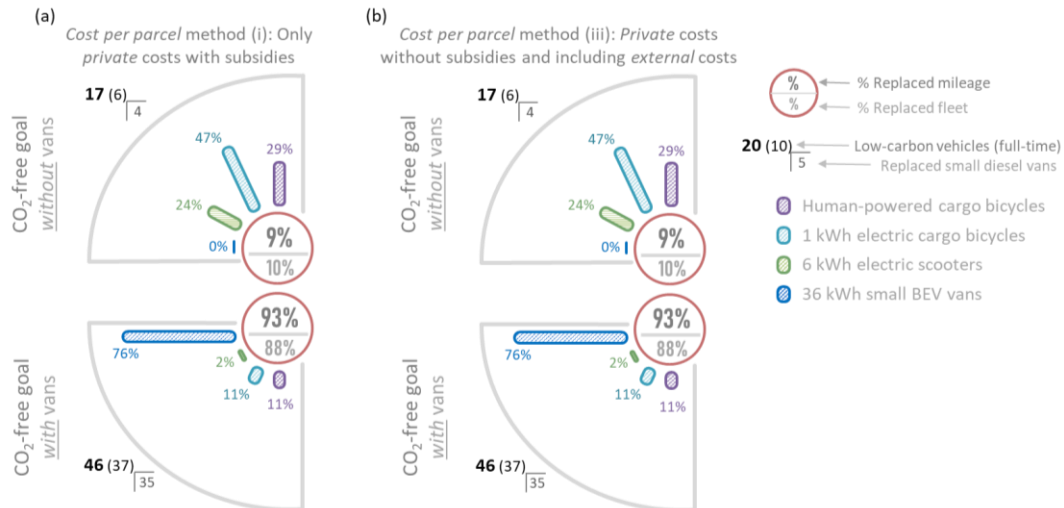 (a)
Cost per parcel method (i): Only
private costs with subsidies
17 (6)
4
47%
29%
24%
0%
9%
10%
CO2-free goal
without vans
93%
88%
76%
2%
11%
11%
46 (37)
35
CO2-free goal
with vans
(b)
Cost per parcel method (iii): Private costs
without subsidies and including external costs
17 (6)
4
47%
29%
24%
0%
9%
10%
CO2-free goal
without vans
93%
88%
76%
2%
11%
11%
46 (37)
35
CO2-free goal
with vans
% % Replaced mileage
% % Replaced fleet
20 (10) Low-carbon vehicles (full-time)
5 Replaced small diesel vans
Human-powered cargo bicycles
1 kWh electric cargo bicycles
6 kWh electric scooters
36 kWh small BEV vans